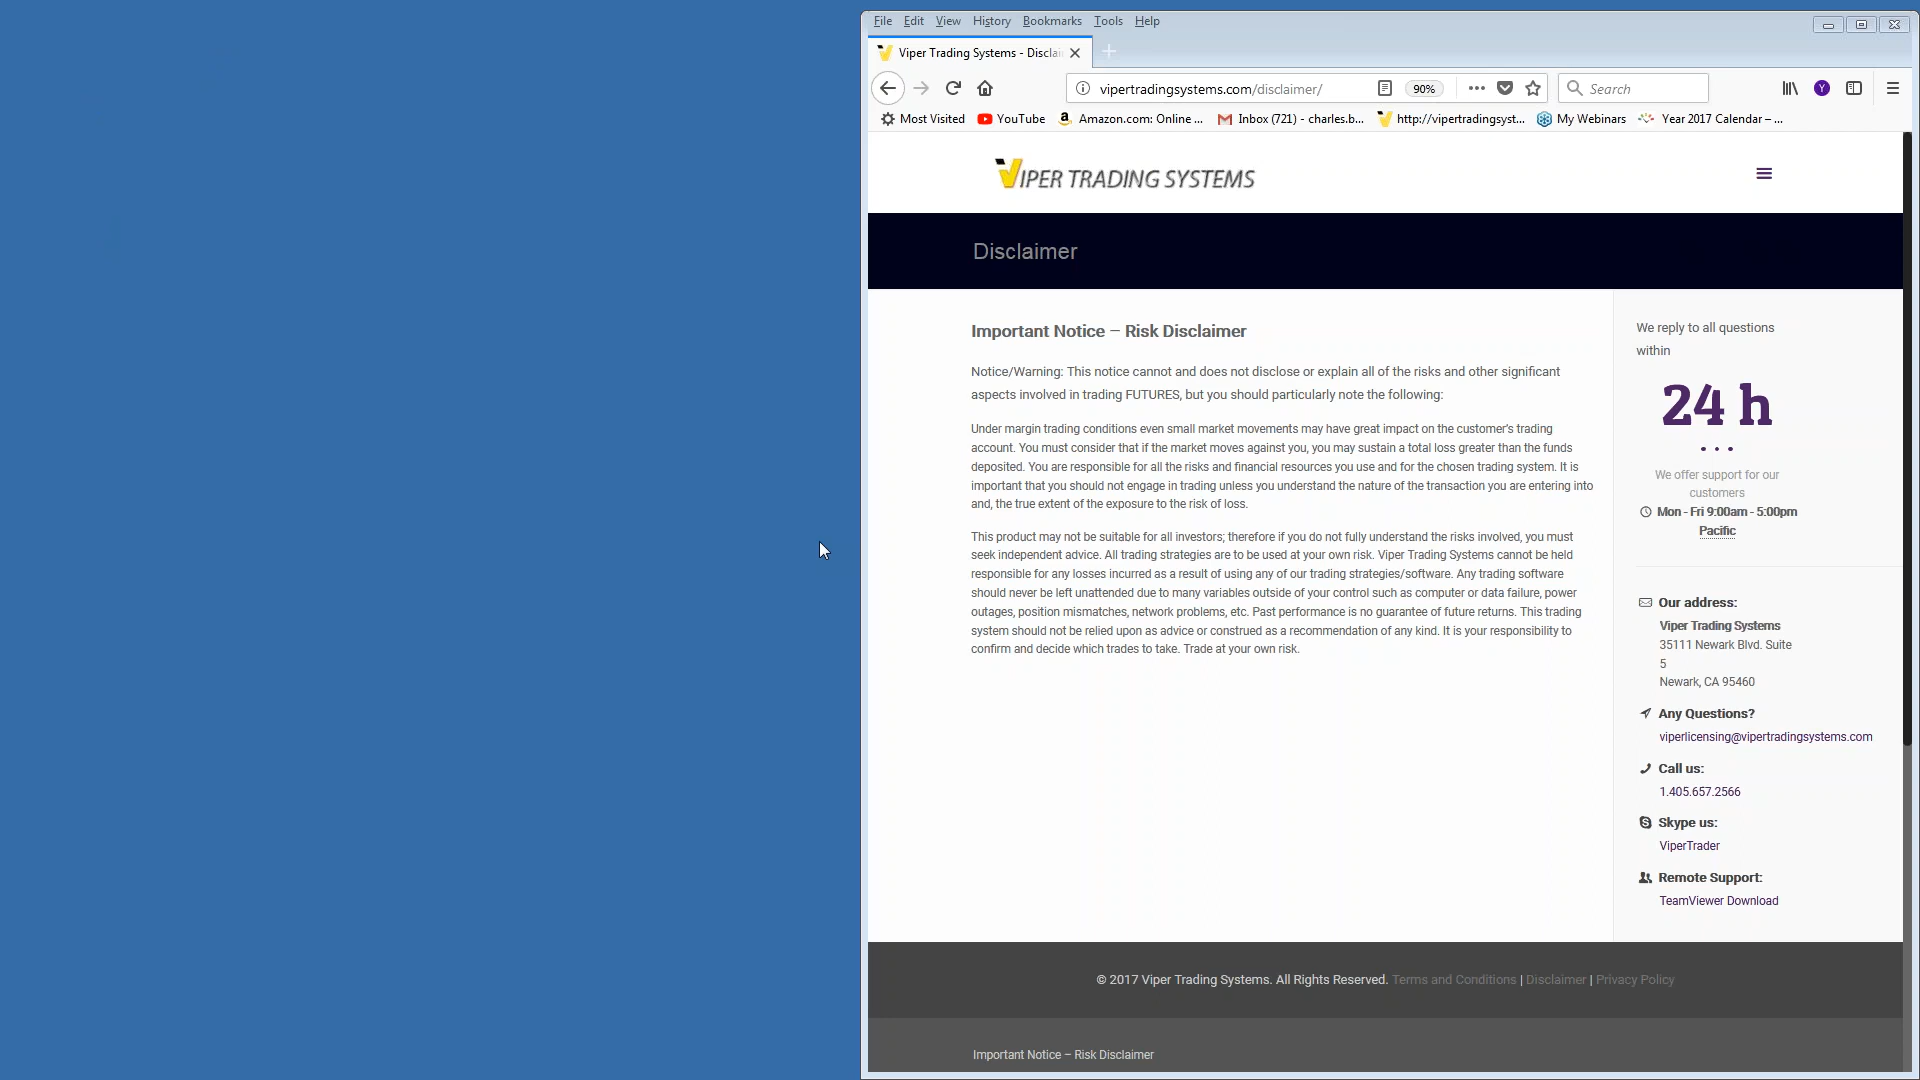 File Edit View History Bookmarks Tools Help
Viper Trading Systems - Disclai
vipertradingsystems.com/disclaimer/
90%
Search
Y
Most Visited YouTube Amazon.com: Online ... Inbox (721) - charles.b... http://vipertradingsyst... My Webinars Year 2017 Calendar – ...
VIPER TRADING SYSTEMS
Disclaimer
Important Notice – Risk Disclaimer
Notice/Warning: This notice cannot and does not disclose or explain all of the risks and other significant
aspects involved in trading FUTURES, but you should particularly note the following:
Under margin trading conditions even small market movements may have great impact on the customer's trading
account. You must consider that if the market moves against you, you may sustain a total loss greater than the funds
deposited. You are responsible for all the risks and financial resources you use and for the chosen trading system. It is
important that you should not engage in trading unless you understand the nature of the transaction you are entering into
and, the true extent of the exposure to the risk of loss.
This product may not be suitable for all investors; therefore if you do not fully understand the risks involved, you must
seek independent advice. All trading strategies are to be used at your own risk. Viper Trading Systems cannot be held
responsible for any losses incurred as a result of using any of our trading strategies/software. Any trading software
should never be left unattended due to many variables outside of your control such as computer or data failure, power
outages, position mismatches, network problems, etc. Past performance is no guarantee of future returns. This trading
system should not be relied upon as advice or construed as a recommendation of any kind. It is your responsibility to
confirm and decide which trades to take. Trade at your own risk.
We reply to all questions
within
24 h
We offer support for our
customers
Mon - Fri 9:00am - 5:00pm
Pacific
Our address:
Viper Trading Systems
35111 Newark Blvd. Suite
5
Newark, CA 95460
Any Questions?
viperlicensing@vipertradingsystems.com
Call us:
1.405.657.2566
Skype us:
ViperTrader
Remote Support:
TeamViewer Download
© 2017 Viper Trading Systems. All Rights Reserved. Terms and Conditions | Disclaimer | Privacy Policy
Important Notice – Risk Disclaimer